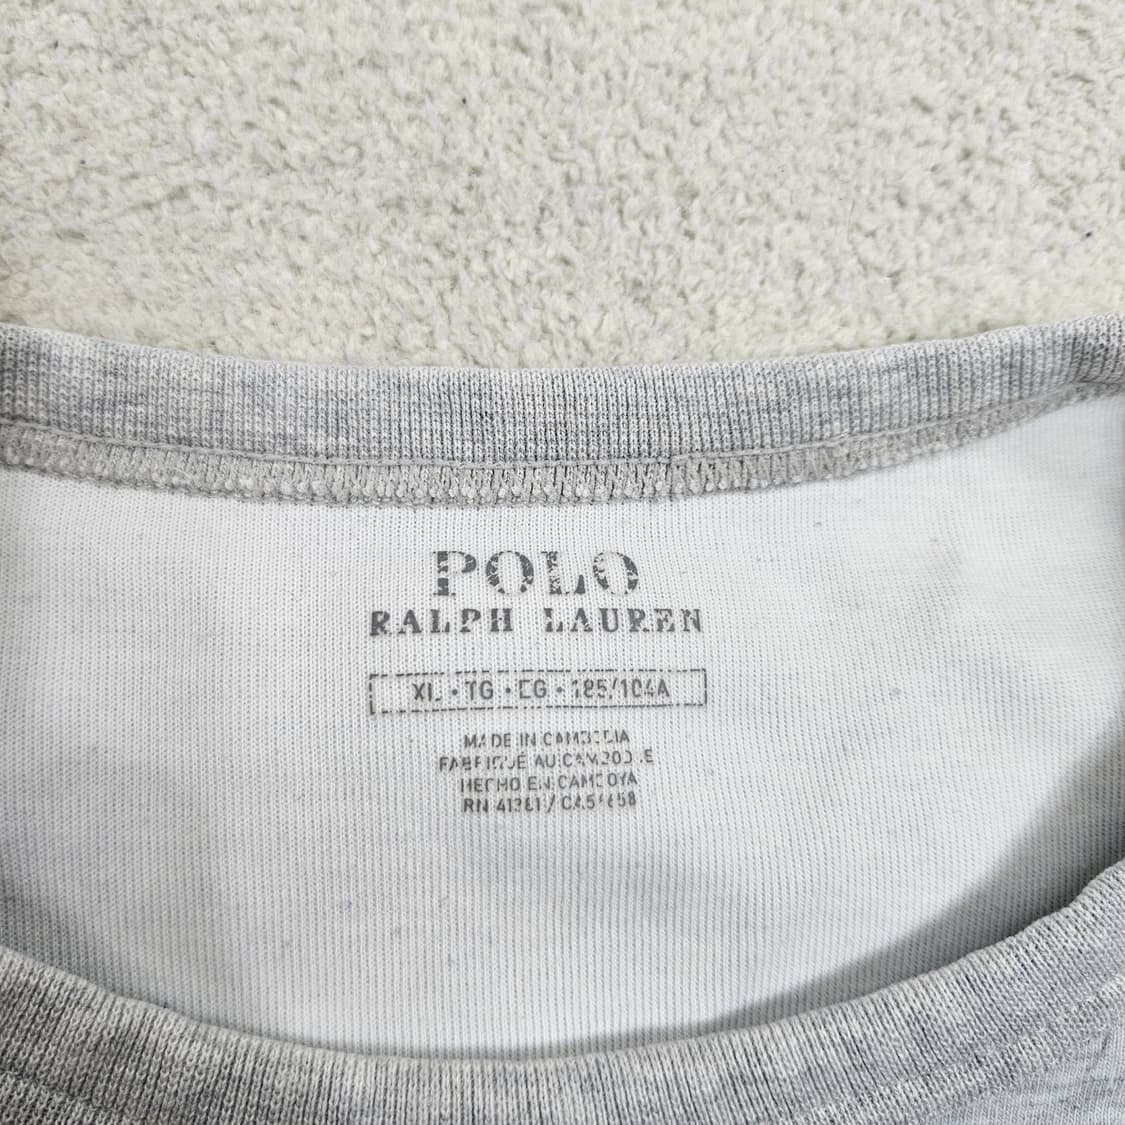 POLO
RALPH LAUREN
XL • TG • EG • 185/104A
MADE IN CAMBODIA
FABRIQUÉ AU CAMBODGE
HECHO EN CAMBOYA
RN 41381 / CA